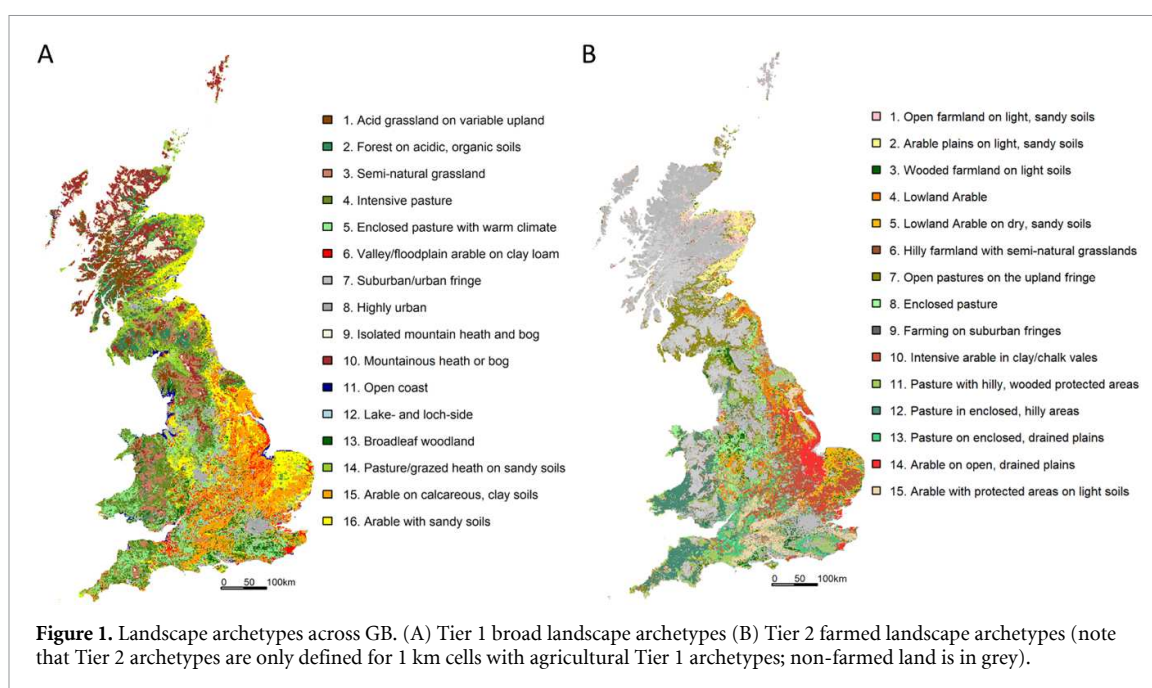 A
1. Acid grassland on variable upland
2. Forest on acidic, organic soils
3. Semi-natural grassland
4. Intensive pasture
5. Enclosed pasture with warm climate
6. Valley/floodplain arable on clay loam
7. Suburban/urban fringe
8. Highly urban
9. Isolated mountain heath and bog
10. Mountainous heath or bog
11. Open coast
12. Lake- and loch-side
13. Broadleaf woodland
14. Pasture/grazed heath on sandy soils
15. Arable on calcareous, clay soils
16. Arable with sandy soils
0 50 100km
B
1. Open farmland on light, sandy soils
2. Arable plains on light, sandy soils
3. Wooded farmland on light soils
4. Lowland Arable
5. Lowland Arable on dry, sandy soils
6. Hilly farmland with semi-natural grasslands
7. Open pastures on the upland fringe
8. Enclosed pasture
9. Farming on suburban fringes
10. Intensive arable in clay/chalk vales
11. Pasture with hilly, wooded protected areas
12. Pasture in enclosed, hilly areas
13. Pasture on enclosed, drained plains
14. Arable on open, drained plains
15. Arable with protected areas on light soils
0 50 100km
Figure 1. Landscape archetypes across GB. (A) Tier 1 broad landscape archetypes (B) Tier 2 farmed landscape archetypes (note
that Tier 2 archetypes are only defined for 1 km cells with agricultural Tier 1 archetypes; non-farmed land is in grey).